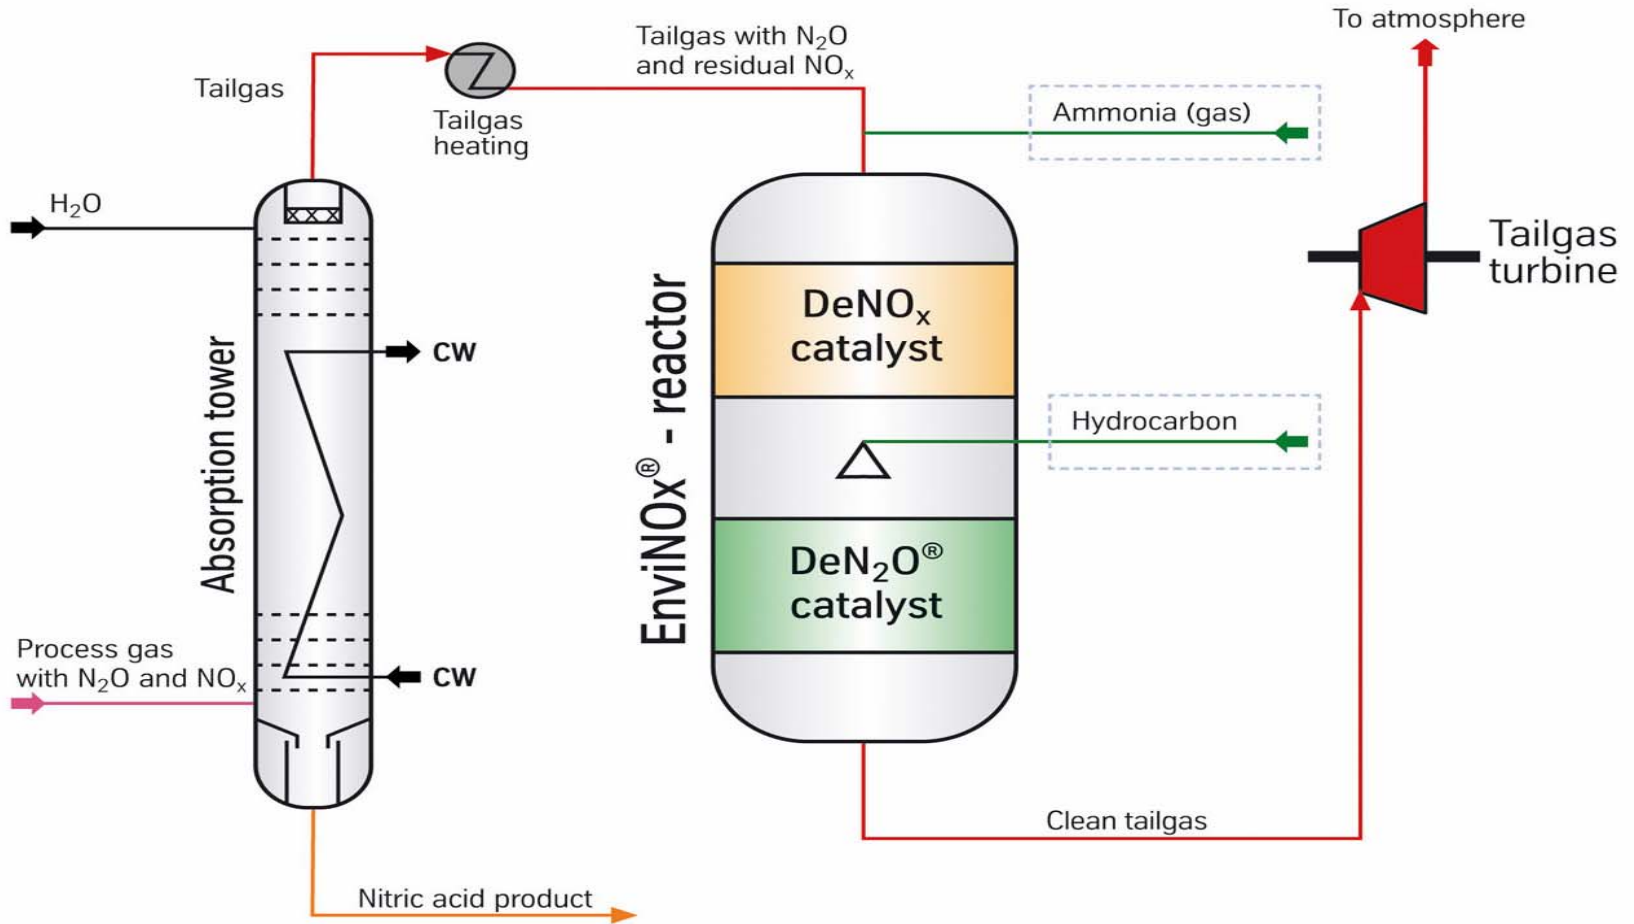 To atmosphere
Tailgas with N₂O
and residual NOₓ
Tailgas
Ammonia (gas)
Tailgas
heating
H₂O
Tailgas
turbine
DeNOₓ
catalyst
CW
Absorption tower
EnviNOx® - reactor
Hydrocarbon
DeN₂O®
catalyst
Process gas
with N₂O and NOₓ
CW
Clean tailgas
Nitric acid product